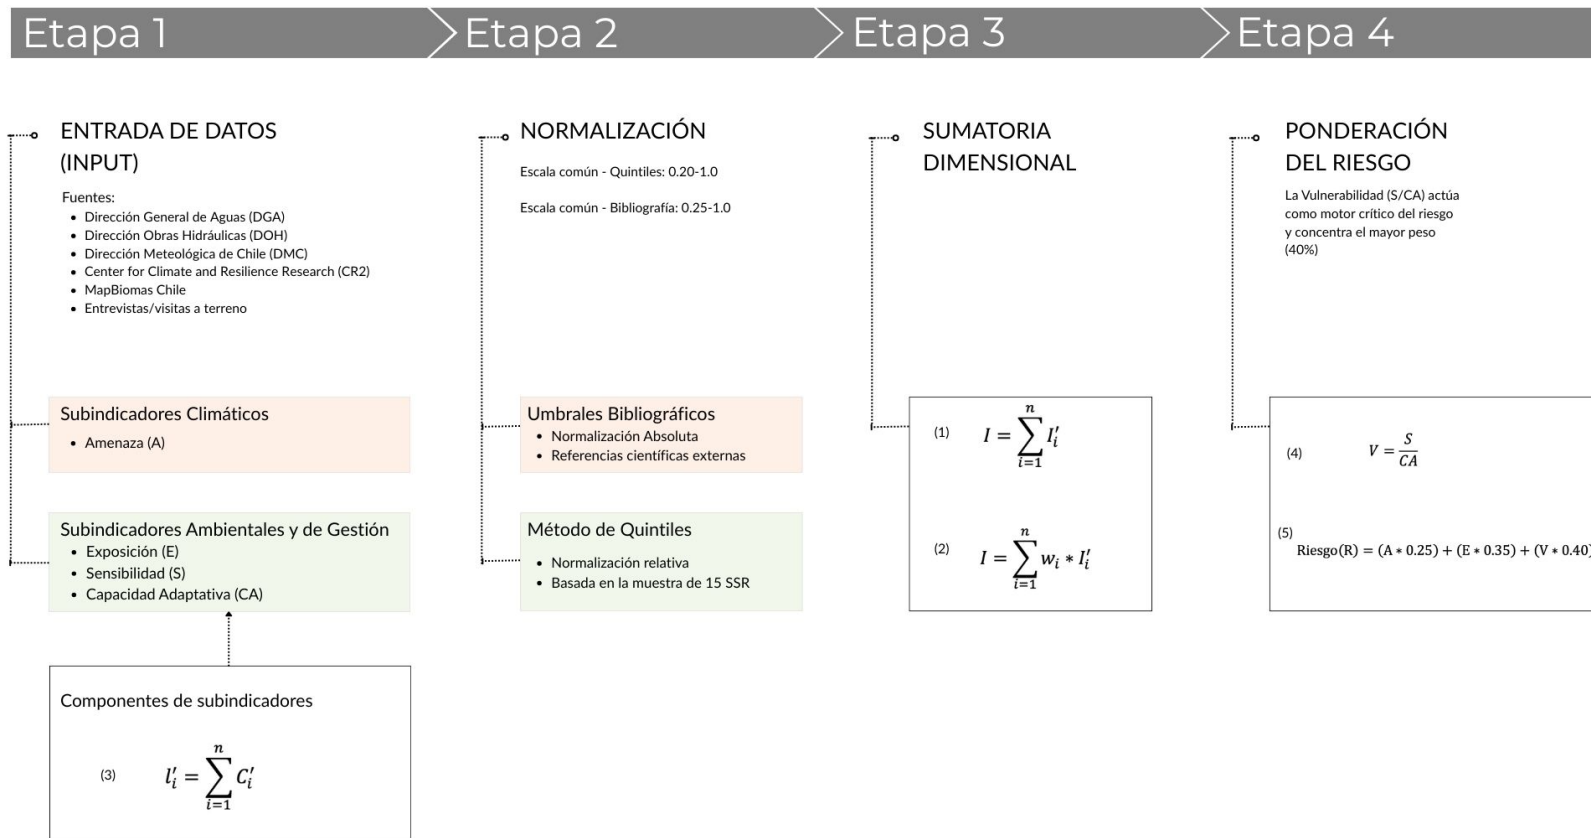 Etapa 1
Etapa 2
Etapa 3
Etapa 4
ENTRADA DE DATOS
(INPUT)
Fuentes:
• Dirección General de Aguas (DGA)
• Dirección Obras Hidráulicas (DOH)
• Dirección Meteológica de Chile (DMC)
• Center for Climate and Resilience Research (CR2)
• MapBiomas Chile
• Entrevistas/visitas a terreno
Subindicadores Climáticos
• Amenaza (A)
Subindicadores Ambientales y de Gestión
• Exposición (E)
• Sensibilidad (S)
• Capacidad Adaptativa (CA)
Componentes de subindicadores
(3) l′_i = ∑_{i=1}^{n} C′_i
NORMALIZACIÓN
Escala común - Quintiles: 0.20-1.0
Escala común - Bibliografía: 0.25-1.0
Umbrales Bibliográficos
• Normalización Absoluta
• Referencias científicas externas
Método de Quintiles
• Normalización relativa
• Basada en la muestra de 15 SSR
SUMATORIA
DIMENSIONAL
(1) I = ∑_{i=1}^{n} I′_i
(2) I = ∑_{i=1}^{n} w_i * I′_i
PONDERACIÓN
DEL RIESGO
La Vulnerabilidad (S/CA) actúa
como motor crítico del riesgo
y concentra el mayor peso
(40%)
(4) V = S/CA
(5) Riesgo(R) = (A * 0.25) + (E * 0.35) + (V * 0.40)